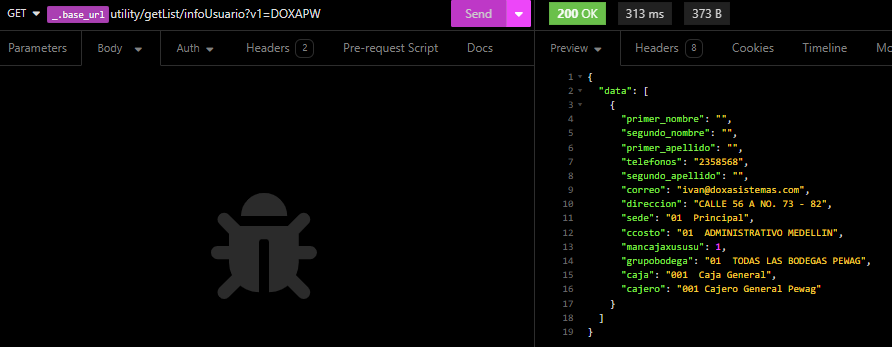 GET _.base_url utility/getList/infoUsuario?v1=DOXAPW Send 200 OK 313 ms 373 B
Parameters Body Auth Headers 2 Pre-request Script Docs Preview Headers 8 Cookies Timeline Mo
1 {
2 "data": [
3 {
4 "primer_nombre": "",
5 "segundo_nombre": "",
6 "primer_apellido": "",
7 "telefonos": "2358568",
8 "segundo_apellido": "",
9 "correo": "ivan@doxasistemas.com",
10 "direccion": "CALLE 56 A NO. 73 - 82",
11 "sede": "01  Principal",
12 "ccosto": "01  ADMINISTRATIVO MEDELLIN",
13 "mancajaxususu": 1,
14 "grupobodega": "01  TODAS LAS BODEGAS PEWAG",
15 "caja": "001  Caja General",
16 "cajero": "001 Cajero General Pewag"
17 }
18 ]
19 }